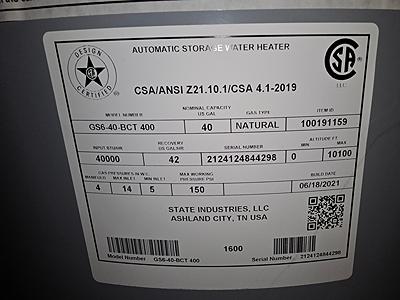 DESIGN
CERTIFIED
AUTOMATIC STORAGE WATER HEATER
CSA/ANSI Z21.10.1/CSA 4.1-2019
SA
LLC
MODEL NUMBER NOMINAL CAPACITY US GAL GAS TYPE ITEM ID
GS6-40-BCT 400 40 NATURAL 100191159
INPUT BTU/HR RECOVERY US GAL/HR SERIAL NUMBER ALTITUDE FT. MIN MAX
40000 42 2124124844298 0 10100
GAS PRESSURES IN W.C. MAX WORKING PRESSURE PSI BUILD DATE
MANIFOLD MAX INLET MIN INLET
4 14 5 150 06/18/2021
STATE INDUSTRIES, LLC
ASHLAND CITY, TN USA
1600
Model Number GS6-40-BCT 400 Serial Number 2124124844298